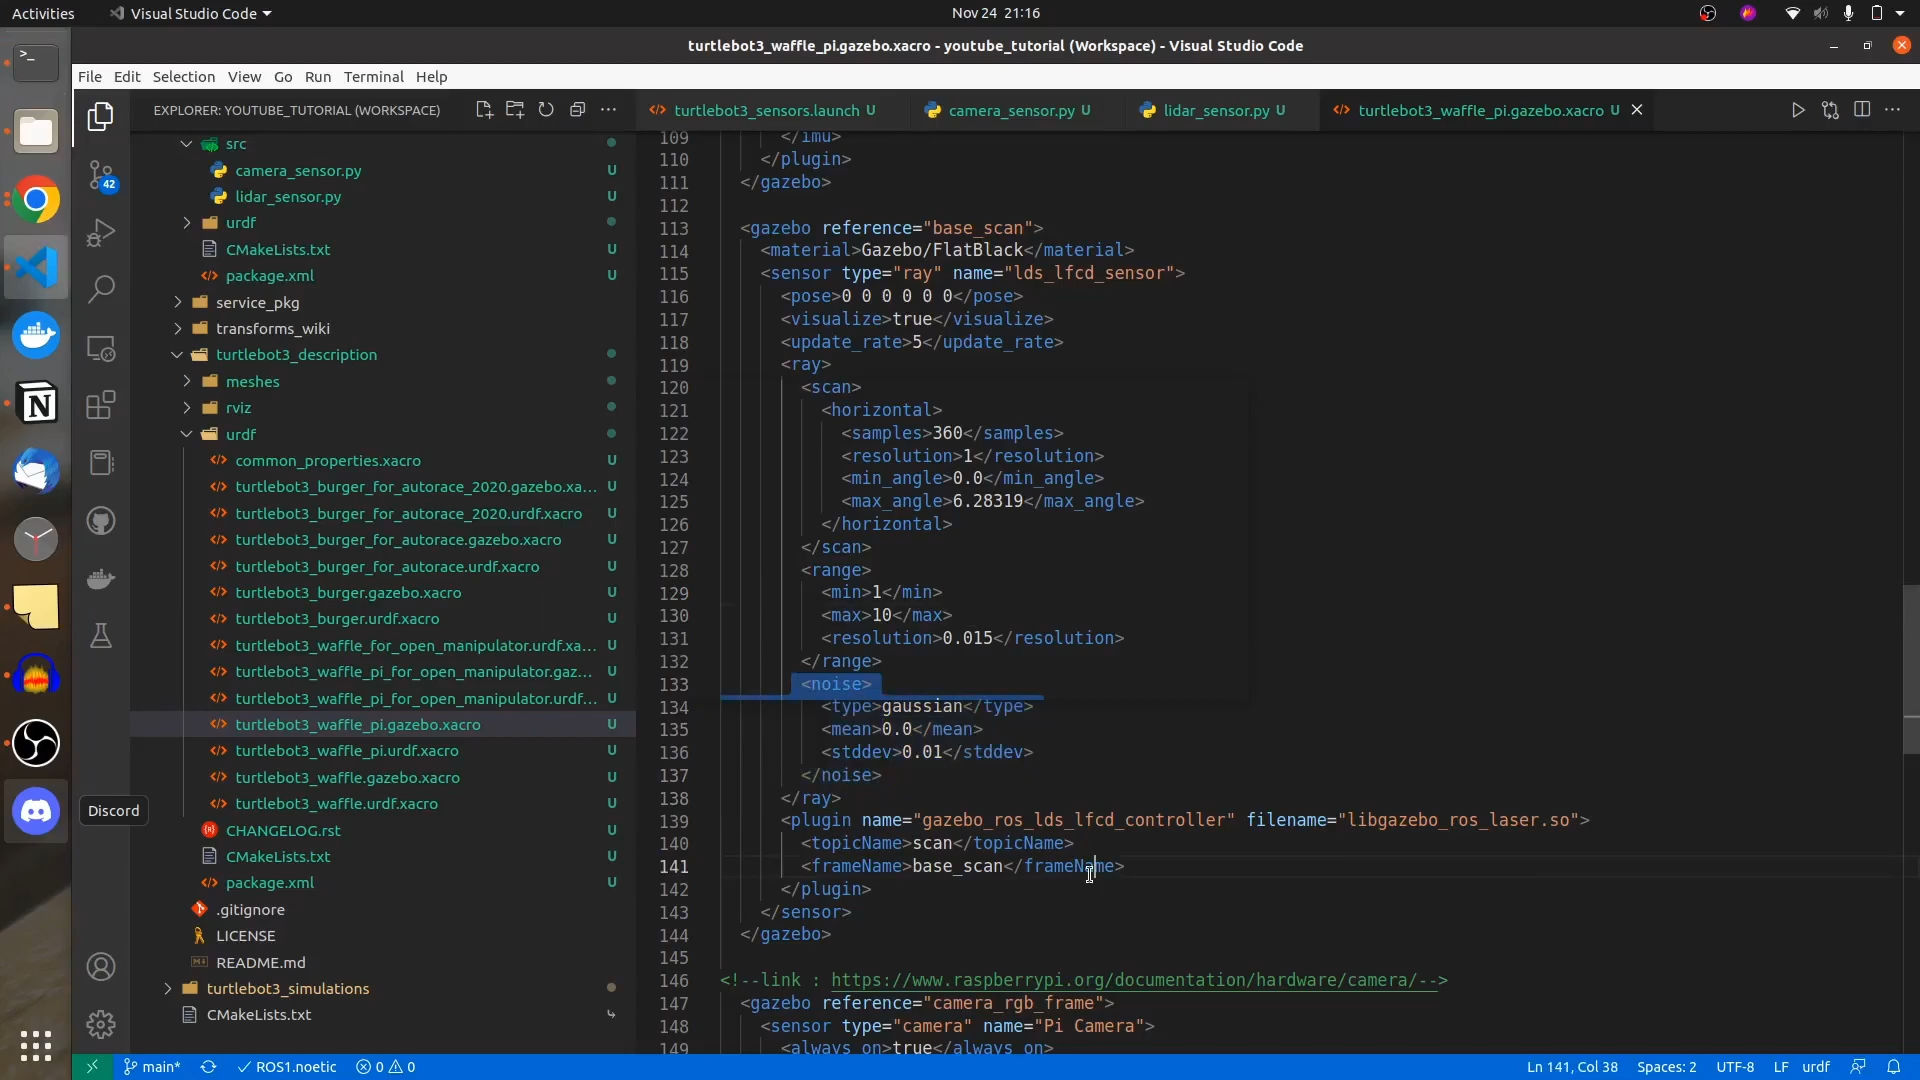 Activities
Visual Studio Code
Nov 24 21:16
turtlebot3_waffle_pi.gazebo.xacro - youtube_tutorial (Workspace) - Visual Studio Code
File Edit Selection View Go Run Terminal Help
EXPLORER: YOUTUBE_TUTORIAL (WORKSPACE)
turtlebot3_sensors.launch U
camera_sensor.py U
lidar_sensor.py U
turtlebot3_waffle_pi.gazebo.xacro U
src
camera_sensor.py U
lidar_sensor.py U
urdf
CMakeLists.txt U
package.xml U
service_pkg
transforms_wiki
turtlebot3_description
meshes
rviz
urdf
common_properties.xacro U
turtlebot3_burger_for_autorace_2020.gazebo.xa... U
turtlebot3_burger_for_autorace_2020.urdf.xacro U
turtlebot3_burger_for_autorace.gazebo.xacro U
turtlebot3_burger_for_autorace.urdf.xacro U
turtlebot3_burger.gazebo.xacro U
turtlebot3_burger.urdf.xacro U
turtlebot3_waffle_for_open_manipulator.urdf.xa... U
turtlebot3_waffle_pi_for_open_manipulator.gaz... U
turtlebot3_waffle_pi_for_open_manipulator.urdf... U
turtlebot3_waffle_pi.gazebo.xacro U
turtlebot3_waffle_pi.urdf.xacro U
turtlebot3_waffle.gazebo.xacro U
turtlebot3_waffle.urdf.xacro U
CHANGELOG.rst U
CMakeLists.txt U
package.xml U
.gitignore
LICENSE
README.md
turtlebot3_simulations
CMakeLists.txt
42
Discord
109 </imu>
110 </plugin>
111 </gazebo>
112
113 <gazebo reference="base_scan">
114 <material>Gazebo/FlatBlack</material>
115 <sensor type="ray" name="lds_lfcd_sensor">
116 <pose>0 0 0 0 0 0</pose>
117 <visualize>true</visualize>
118 <update_rate>5</update_rate>
119 <ray>
120 <scan>
121 <horizontal>
122 <samples>360</samples>
123 <resolution>1</resolution>
124 <min_angle>0.0</min_angle>
125 <max_angle>6.28319</max_angle>
126 </horizontal>
127 </scan>
128 <range>
129 <min>1</min>
130 <max>10</max>
131 <resolution>0.015</resolution>
132 </range>
133 <noise>
134 <type>gaussian</type>
135 <mean>0.0</mean>
136 <stddev>0.01</stddev>
137 </noise>
138 </ray>
139 <plugin name="gazebo_ros_lds_lfcd_controller" filename="libgazebo_ros_laser.so">
140 <topicName>scan</topicName>
141 <frameName>base_scan</frameName>
142 </plugin>
143 </sensor>
144 </gazebo>
145
146 <!--link : https://www.raspberrypi.org/documentation/hardware/camera/-->
147 <gazebo reference="camera_rgb_frame">
148 <sensor type="camera" name="Pi Camera">
149 <always_on>true</always_on>
main* ROS1.noetic 0 0
Ln 141, Col 38 Spaces: 2 UTF-8 LF urdf